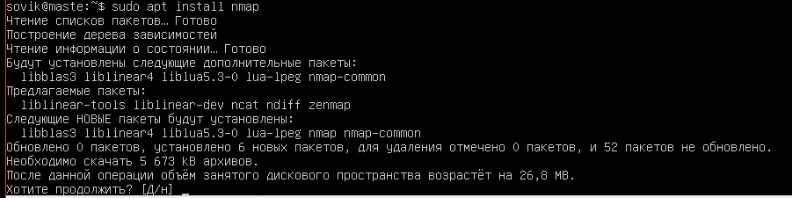 sovik@maste:~$ sudo apt install nmap
Чтение списков пакетов… Готово
Построение дерева зависимостей
Чтение информации о состоянии… Готово
Будут установлены следующие дополнительные пакеты:
libblas3 liblinear4 liblua5.3-0 lua-lpeg nmap-common
Предлагаемые пакеты:
liblinear-tools liblinear-dev ncat ndiff zenmap
Следующие НОВЫЕ пакеты будут установлены:
libblas3 liblinear4 liblua5.3-0 lua-lpeg nmap nmap-common
Обновлено 0 пакетов, установлено 6 новых пакетов, для удаления отмечено 0 пакетов, и 52 пакетов не обновлено.
Необходимо скачать 5 673 kB архивов.
После данной операции объём занятого дискового пространства возрастёт на 26,8 MB.
Хотите продолжить? [Д/н] _